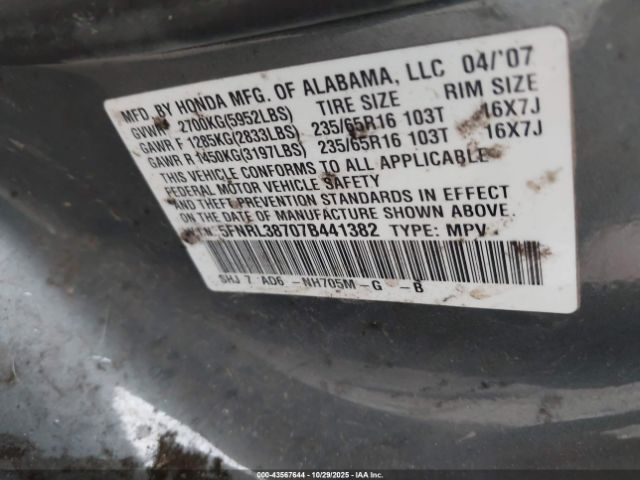 MFD. BY HONDA MFG. OF ALABAMA, LLC 04/'07
GVWR 2700KG(5952LBS) TIRE SIZE RIM SIZE
GAWR F 1285KG(2833LBS) 235/65R16 103T 16X7J
GAWR R 1450KG(3197LBS) 235/65R16 103T 16X7J
THIS VEHICLE CONFORMS TO ALL APPLICABLE
FEDERAL MOTOR VEHICLE SAFETY
AND THEFT PREVENTION STANDARDS IN EFFECT
ON THE DATE OF MANUFACTURE SHOWN ABOVE.
5FNRL38707B441382 TYPE: MPV
SHJ 7 AD6 -NH705M-G -B
000-43567644 | 10/29/2025 | IAA Inc.